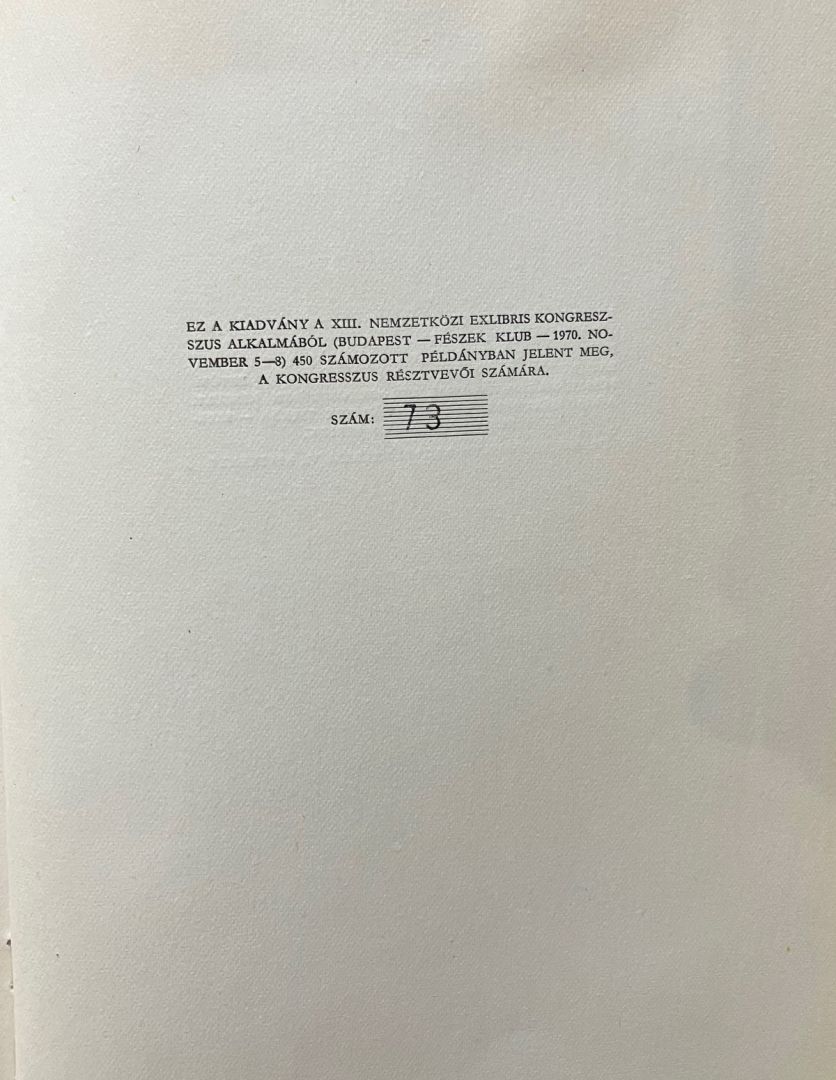 EZ A KIADVÁNY A XIII. NEMZETKÖZI EXLIBRIS KONGRESZ-
SZUS ALKALMÁBÓL (BUDAPEST — FÉSZEK KLUB — 1970. NO-
VEMBER 5—8) 450 SZÁMOZOTT PÉLDÁNYBAN JELENT MEG,
A KONGRESSZUS RÉSZTVEVŐI SZÁMÁRA.
SZÁM: 73